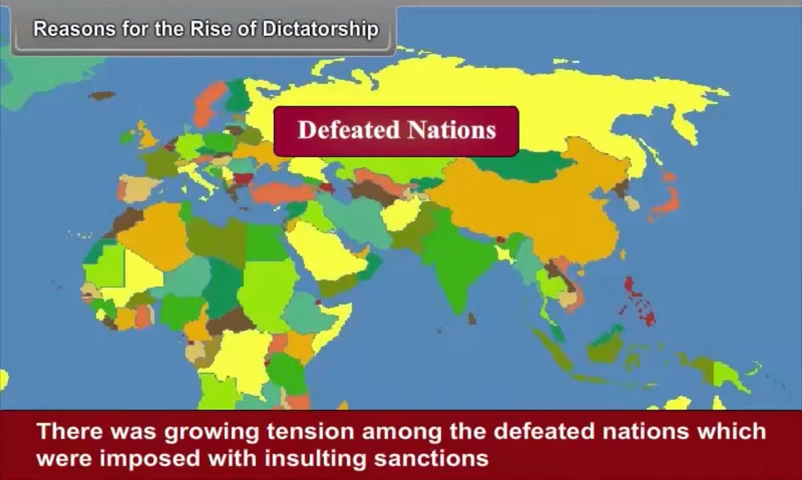 Reasons for the Rise of Dictatorship
Defeated Nations
There was growing tension among the defeated nations which
were imposed with insulting sanctions